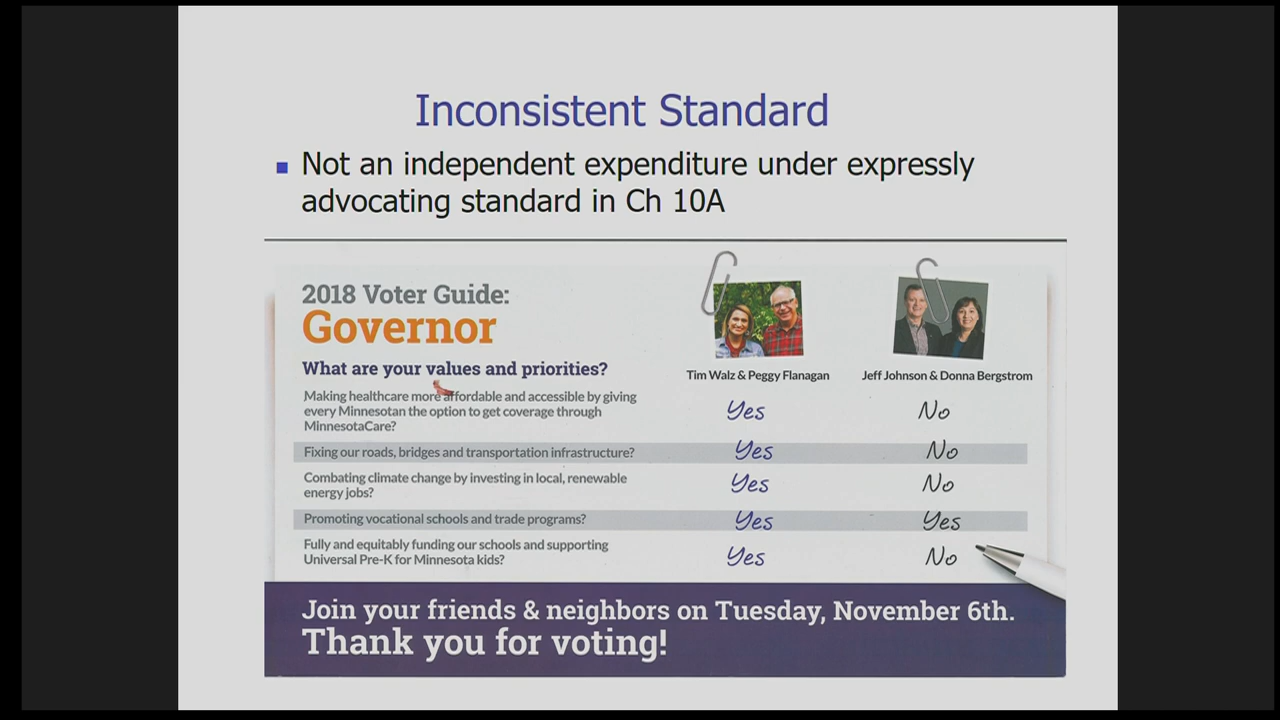 Inconsistent Standard
Not an independent expenditure under expressly
advocating standard in Ch 10A
2018 Voter Guide:
Governor
What are your values and priorities?
Tim Walz & Peggy Flanagan
Jeff Johnson & Donna Bergstrom
Making healthcare more affordable and accessible by giving
every Minnesotan the option to get coverage through
MinnesotaCare?
Yes
No
Fixing our roads, bridges and transportation infrastructure?
Yes
No
Combating climate change by investing in local, renewable
energy jobs?
Yes
No
Promoting vocational schools and trade programs?
Yes
Yes
Fully and equitably funding our schools and supporting
Universal Pre-K for Minnesota kids?
Yes
No
Join your friends & neighbors on Tuesday, November 6th.
Thank you for voting!